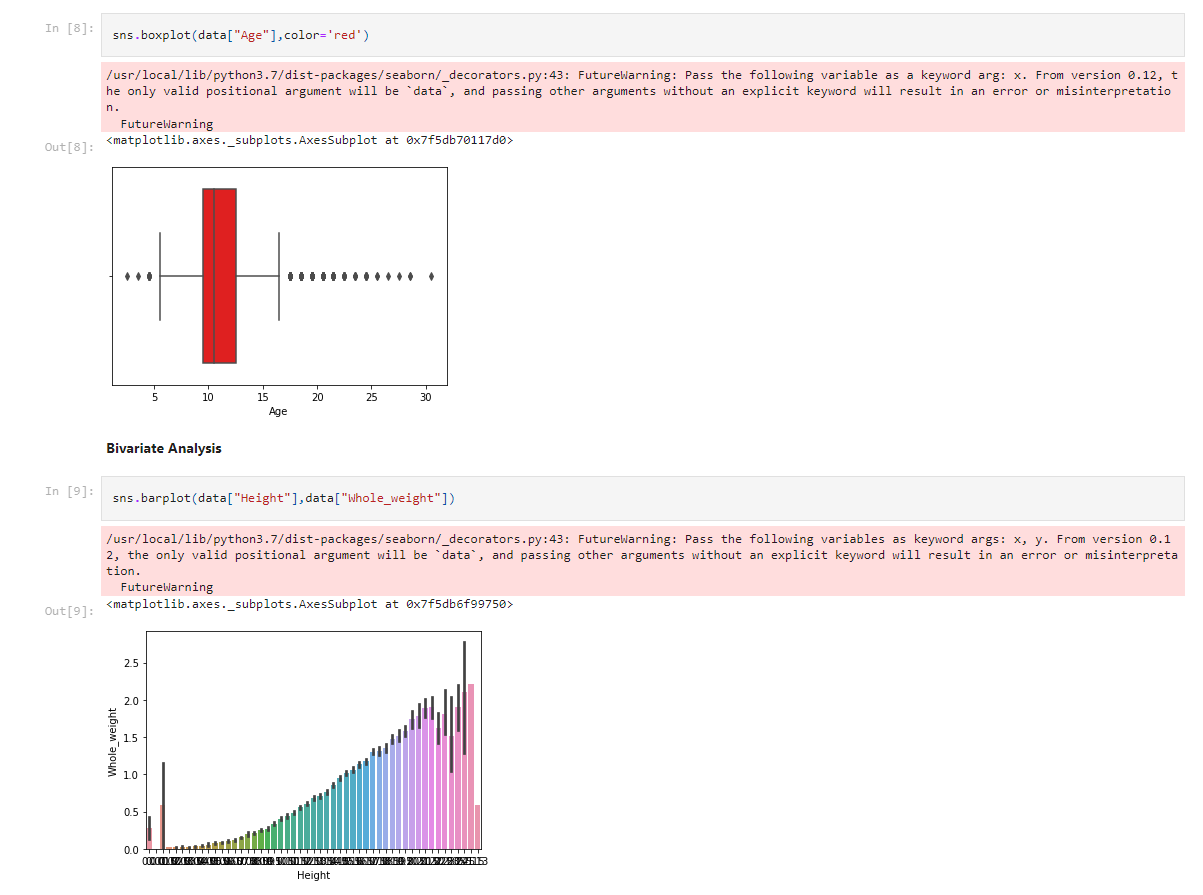 In [8]:
sns.boxplot(data["Age"],color='red')
/usr/local/lib/python3.7/dist-packages/seaborn/_decorators.py:43: FutureWarning: Pass the following variable as a keyword arg: x. From version 0.12, t
he only valid positional argument will be `data`, and passing other arguments without an explicit keyword will result in an error or misinterpretatio
n.
FutureWarning
Out[8]:
<matplotlib.axes._subplots.AxesSubplot at 0x7f5db70117d0>
5 10 15 20 25 30
Age
Bivariate Analysis
In [9]:
sns.barplot(data["Height"],data["Whole_weight"])
/usr/local/lib/python3.7/dist-packages/seaborn/_decorators.py:43: FutureWarning: Pass the following variables as keyword args: x, y. From version 0.1
2, the only valid positional argument will be `data`, and passing other arguments without an explicit keyword will result in an error or misinterpreta
tion.
FutureWarning
Out[9]:
<matplotlib.axes._subplots.AxesSubplot at 0x7f5db6f99750>
2.5
2.0
Whole_weight
1.5
1.0
0.5
0.0
Height